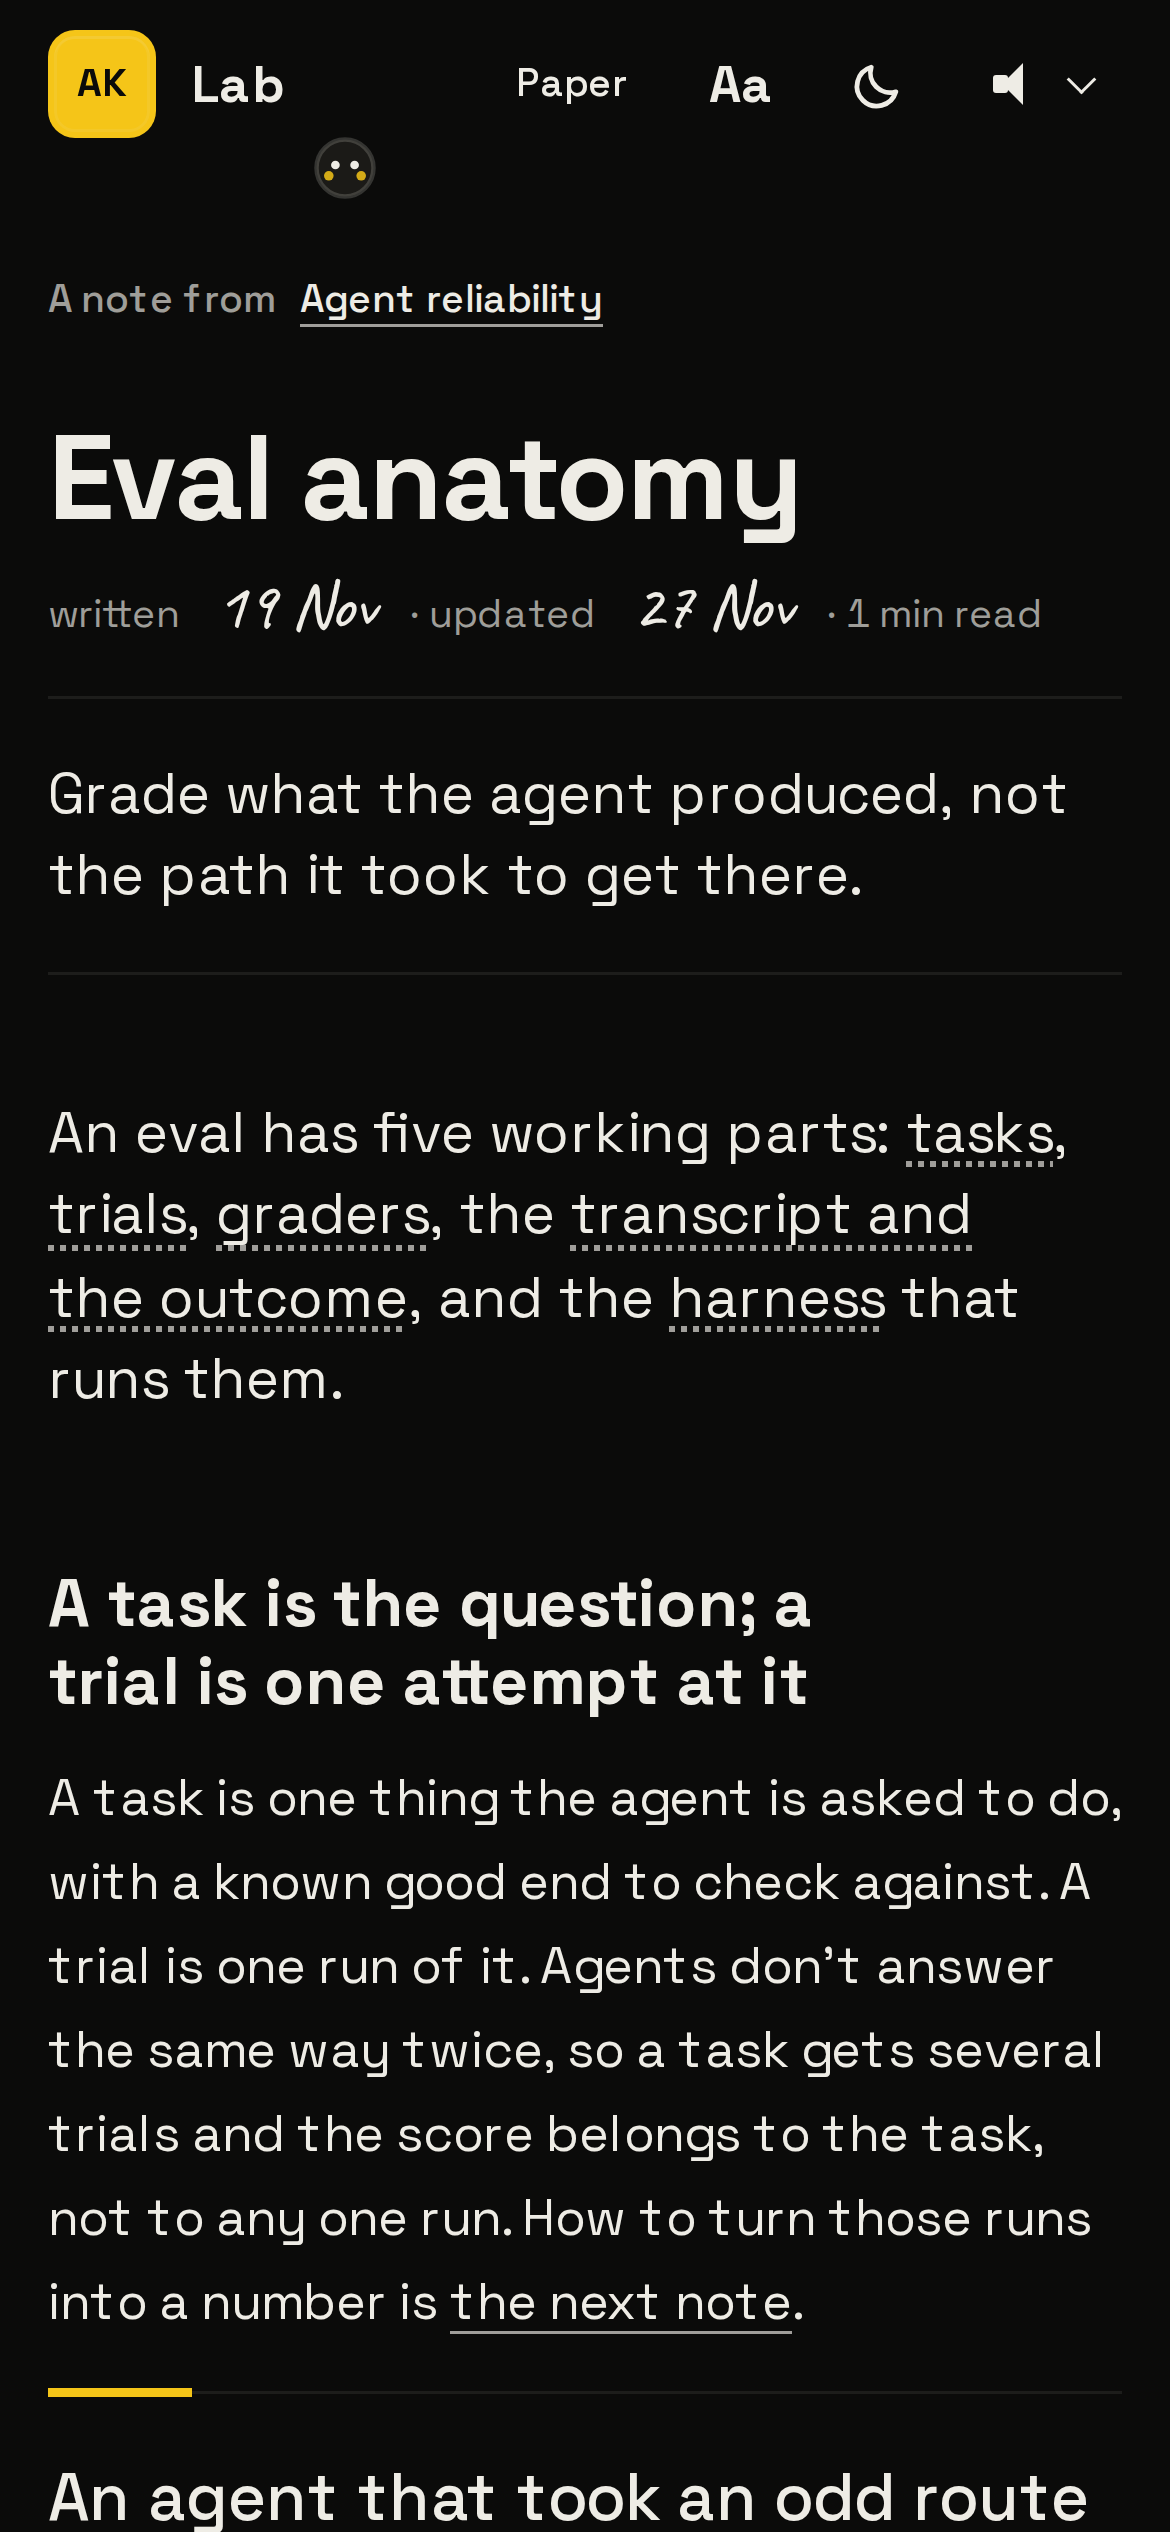 AK Lab Paper Aa
A note from Agent reliability
Eval anatomy
written 19 Nov · updated 27 Nov · 1 min read
Grade what the agent produced, not
the path it took to get there.
An eval has five working parts: tasks,
trials, graders, the transcript and
the outcome, and the harness that
runs them.
A task is the question; a
trial is one attempt at it
A task is one thing the agent is asked to do,
with a known good end to check against. A
trial is one run of it. Agents don’t answer
the same way twice, so a task gets several
trials and the score belongs to the task,
not to any one run. How to turn those runs
into a number is the next note.
An agent that took an odd route